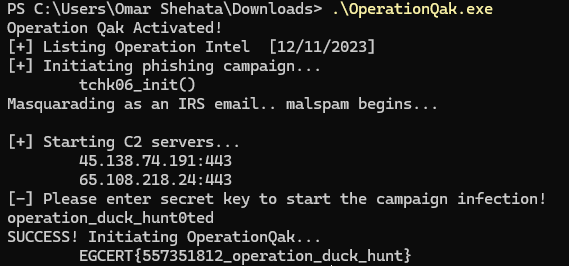 PS C:\Users\Omar Shehata\Downloads> .\OperationQak.exe
Operation Qak Activated!
[+] Listing Operation Intel  [12/11/2023]
[+] Initiating phishing campaign...
        tchk06_init()
Masquarading as an IRS email.. malspam begins...
[+] Starting C2 servers...
        45.138.74.191:443
        65.108.218.24:443
[-] Please enter secret key to start the campaign infection!
operation_duck_hunt0ted
SUCCESS! Initiating OperationQak...
        EGCERT{557351812_operation_duck_hunt}